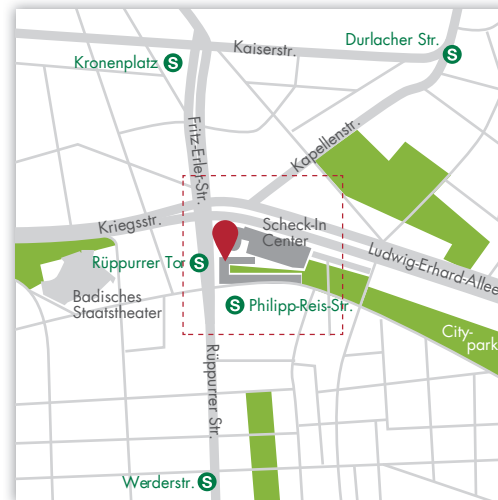 Durlacher Str. S
Kaiserstr.
Kronenplatz S
Fritz-Erler-Str.
Kapellenstr.
Kriegsstr.
Scheck-In
Center
Ludwig-Erhard-Allee
Rüppurrer Tor S
Badisches
Staatstheater
S Philipp-Reis-Str.
City-
park
Rüppurrer Str.
Werderstr. S